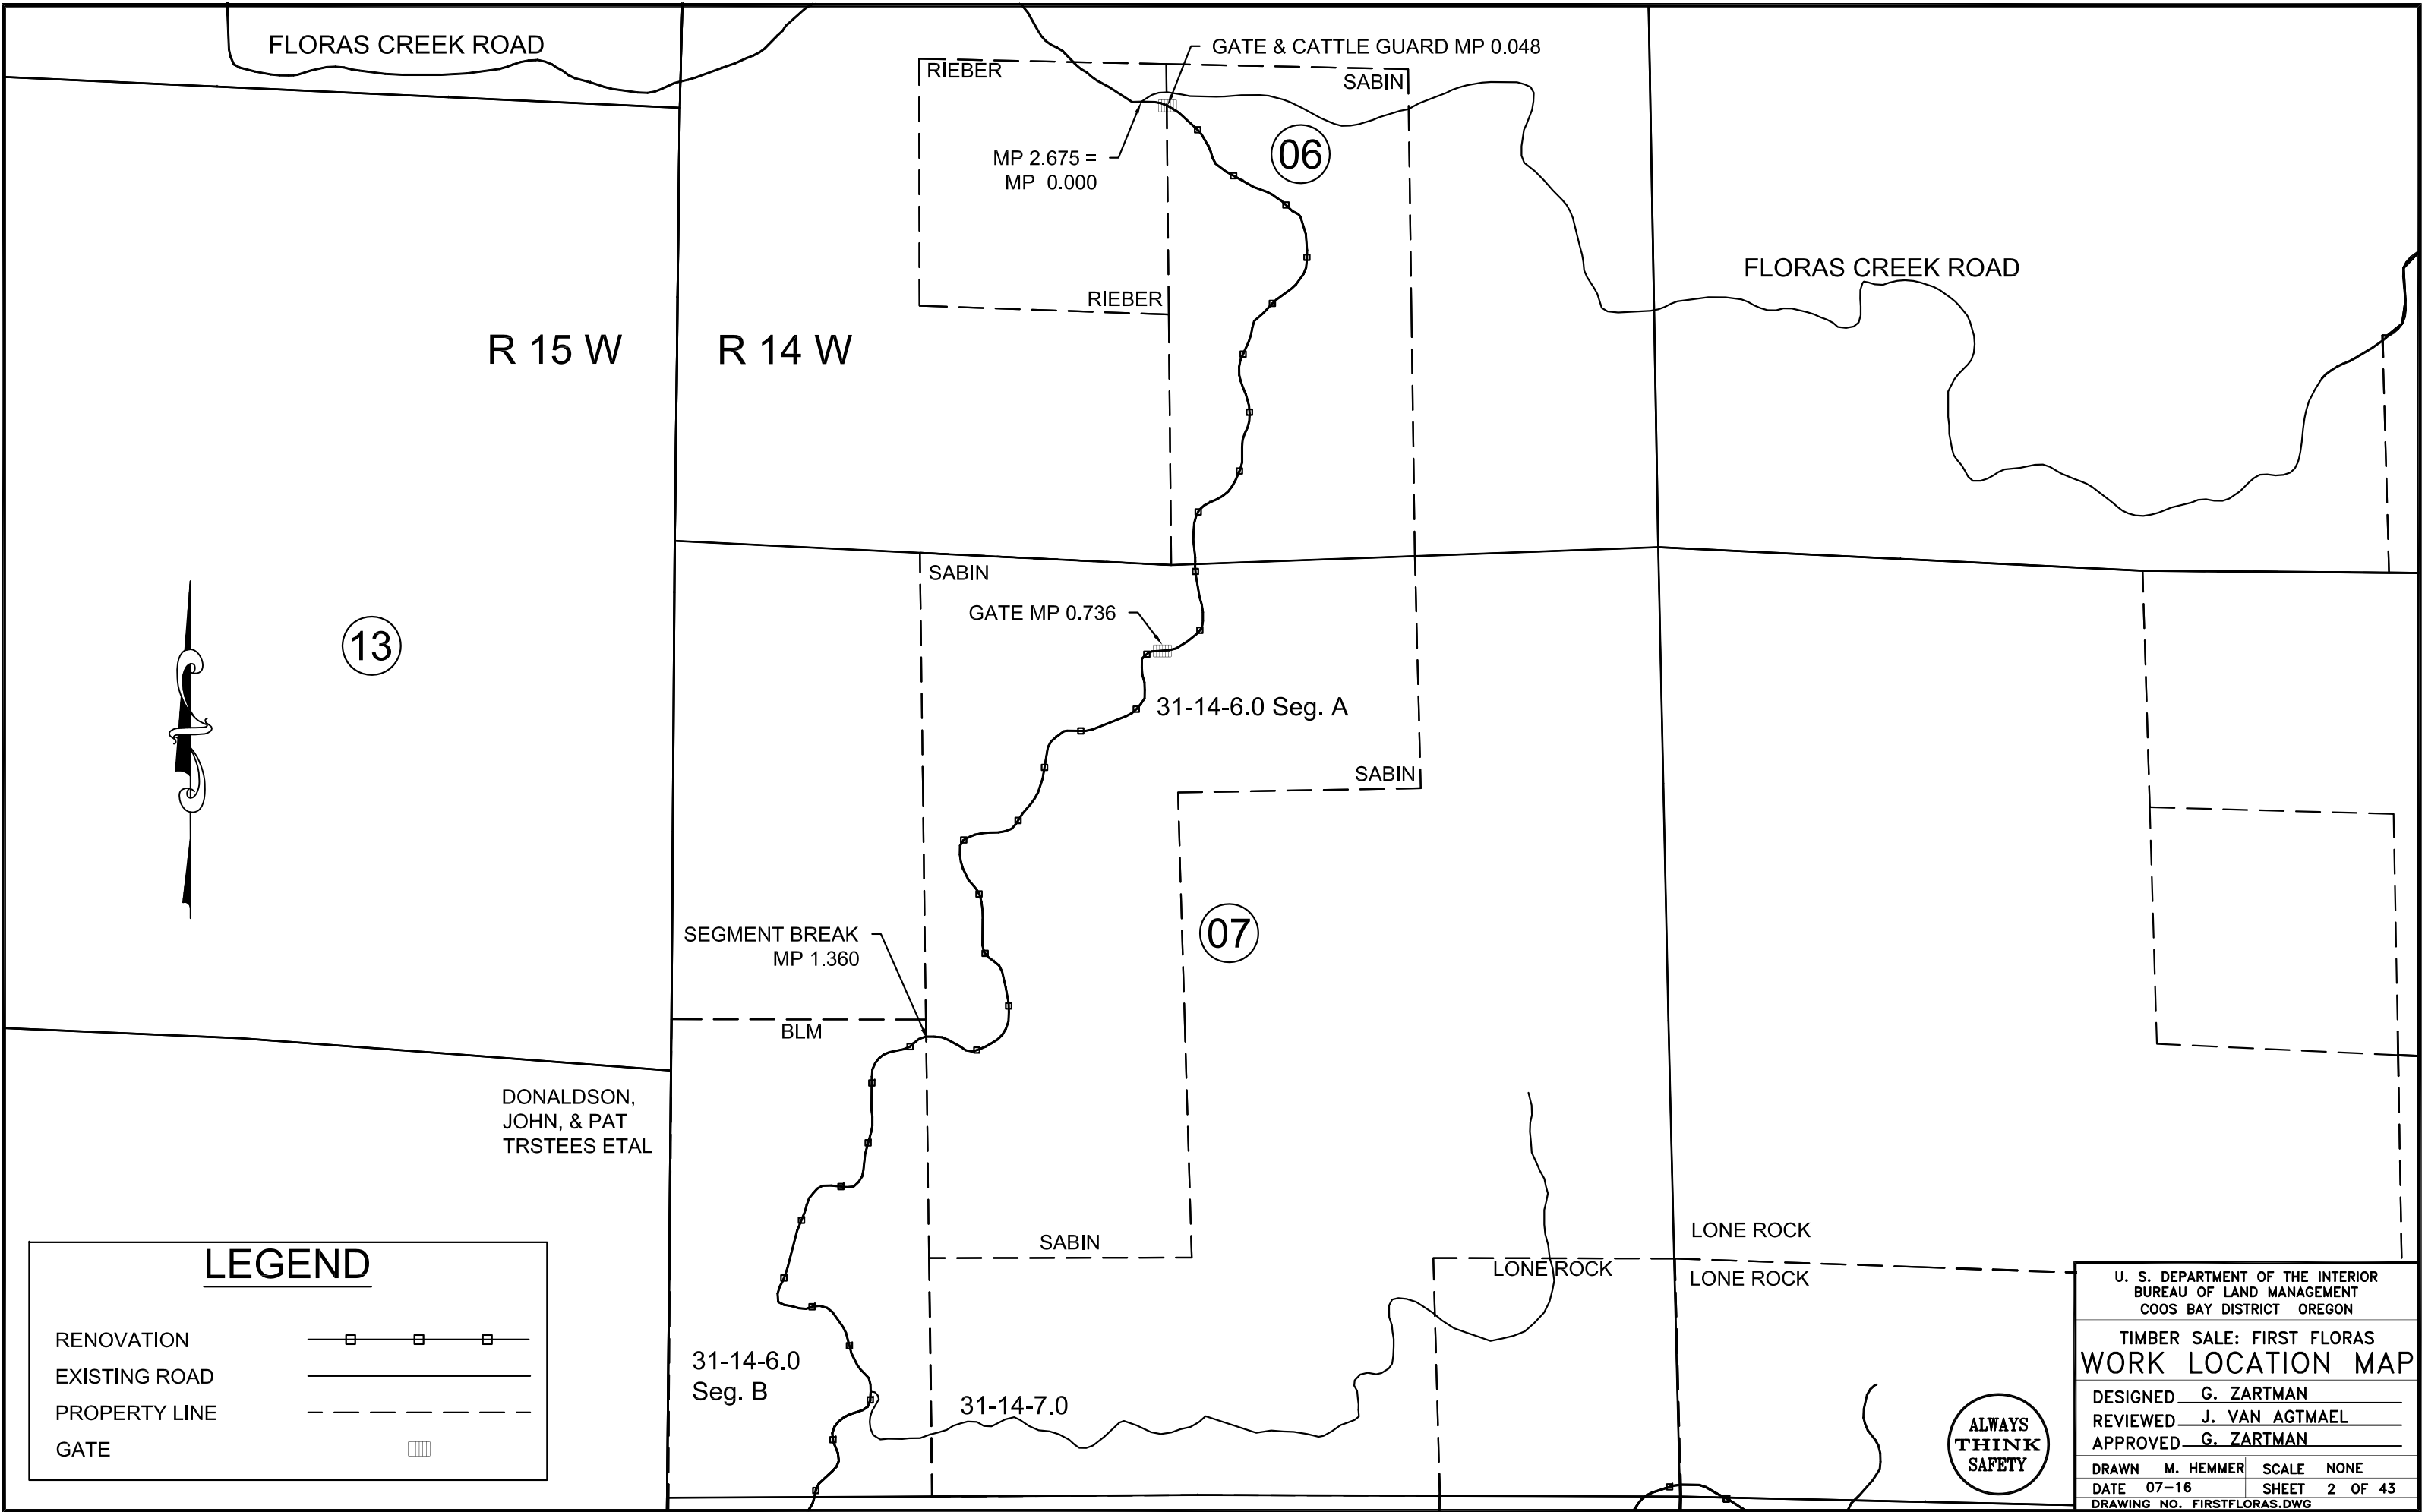 FLORAS CREEK ROAD
GATE & CATTLE GUARD MP 0.048
RIEBER
SABIN
MP 2.675 =
MP 0.000
06
FLORAS CREEK ROAD
RIEBER
R 15 W
R 14 W
SABIN
GATE MP 0.736
13
31-14-6.0 Seg. A
SABIN
SEGMENT BREAK
MP 1.360
07
BLM
DONALDSON,
JOHN, & PAT
TRSTEES ETAL
SABIN
LONE ROCK
LONE ROCK
LONE ROCK
31-14-6.0
Seg. B
31-14-7.0
LEGEND
RENOVATION
EXISTING ROAD
PROPERTY LINE
GATE
ALWAYS
THINK
SAFETY
U. S. DEPARTMENT OF THE INTERIOR
BUREAU OF LAND MANAGEMENT
COOS BAY DISTRICT OREGON
TIMBER SALE: FIRST FLORAS
WORK LOCATION MAP
DESIGNED G. ZARTMAN
REVIEWED J. VAN AGTMAEL
APPROVED G. ZARTMAN
DRAWN M. HEMMER SCALE NONE
DATE 07-16 SHEET 2 OF 43
DRAWING NO. FIRSTFLORAS.DWG